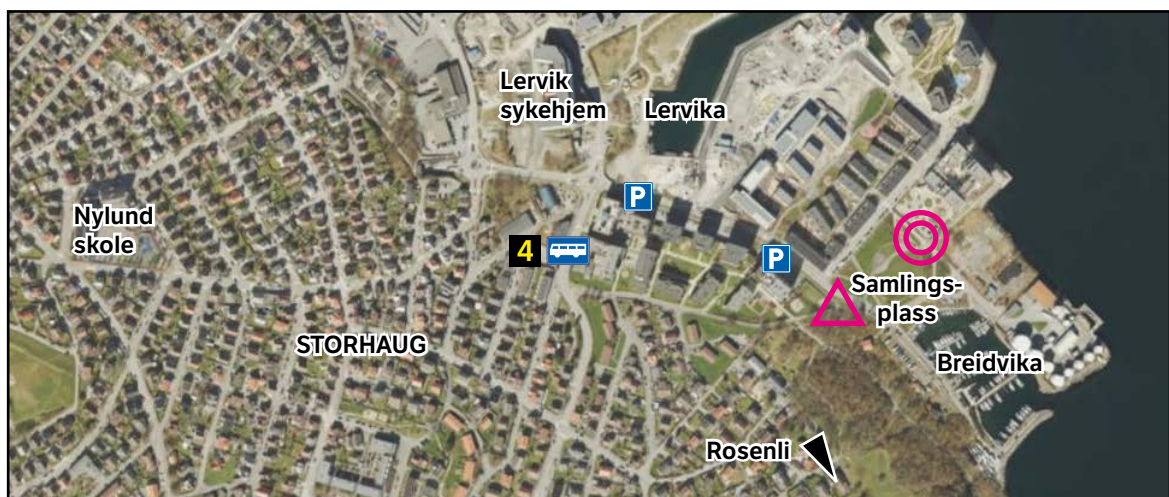 Lervik
sykehjem
Lervika
Nylund
skole
P
4
P
Samlings-
plass
STORHAUG
Breidvika
Rosenli